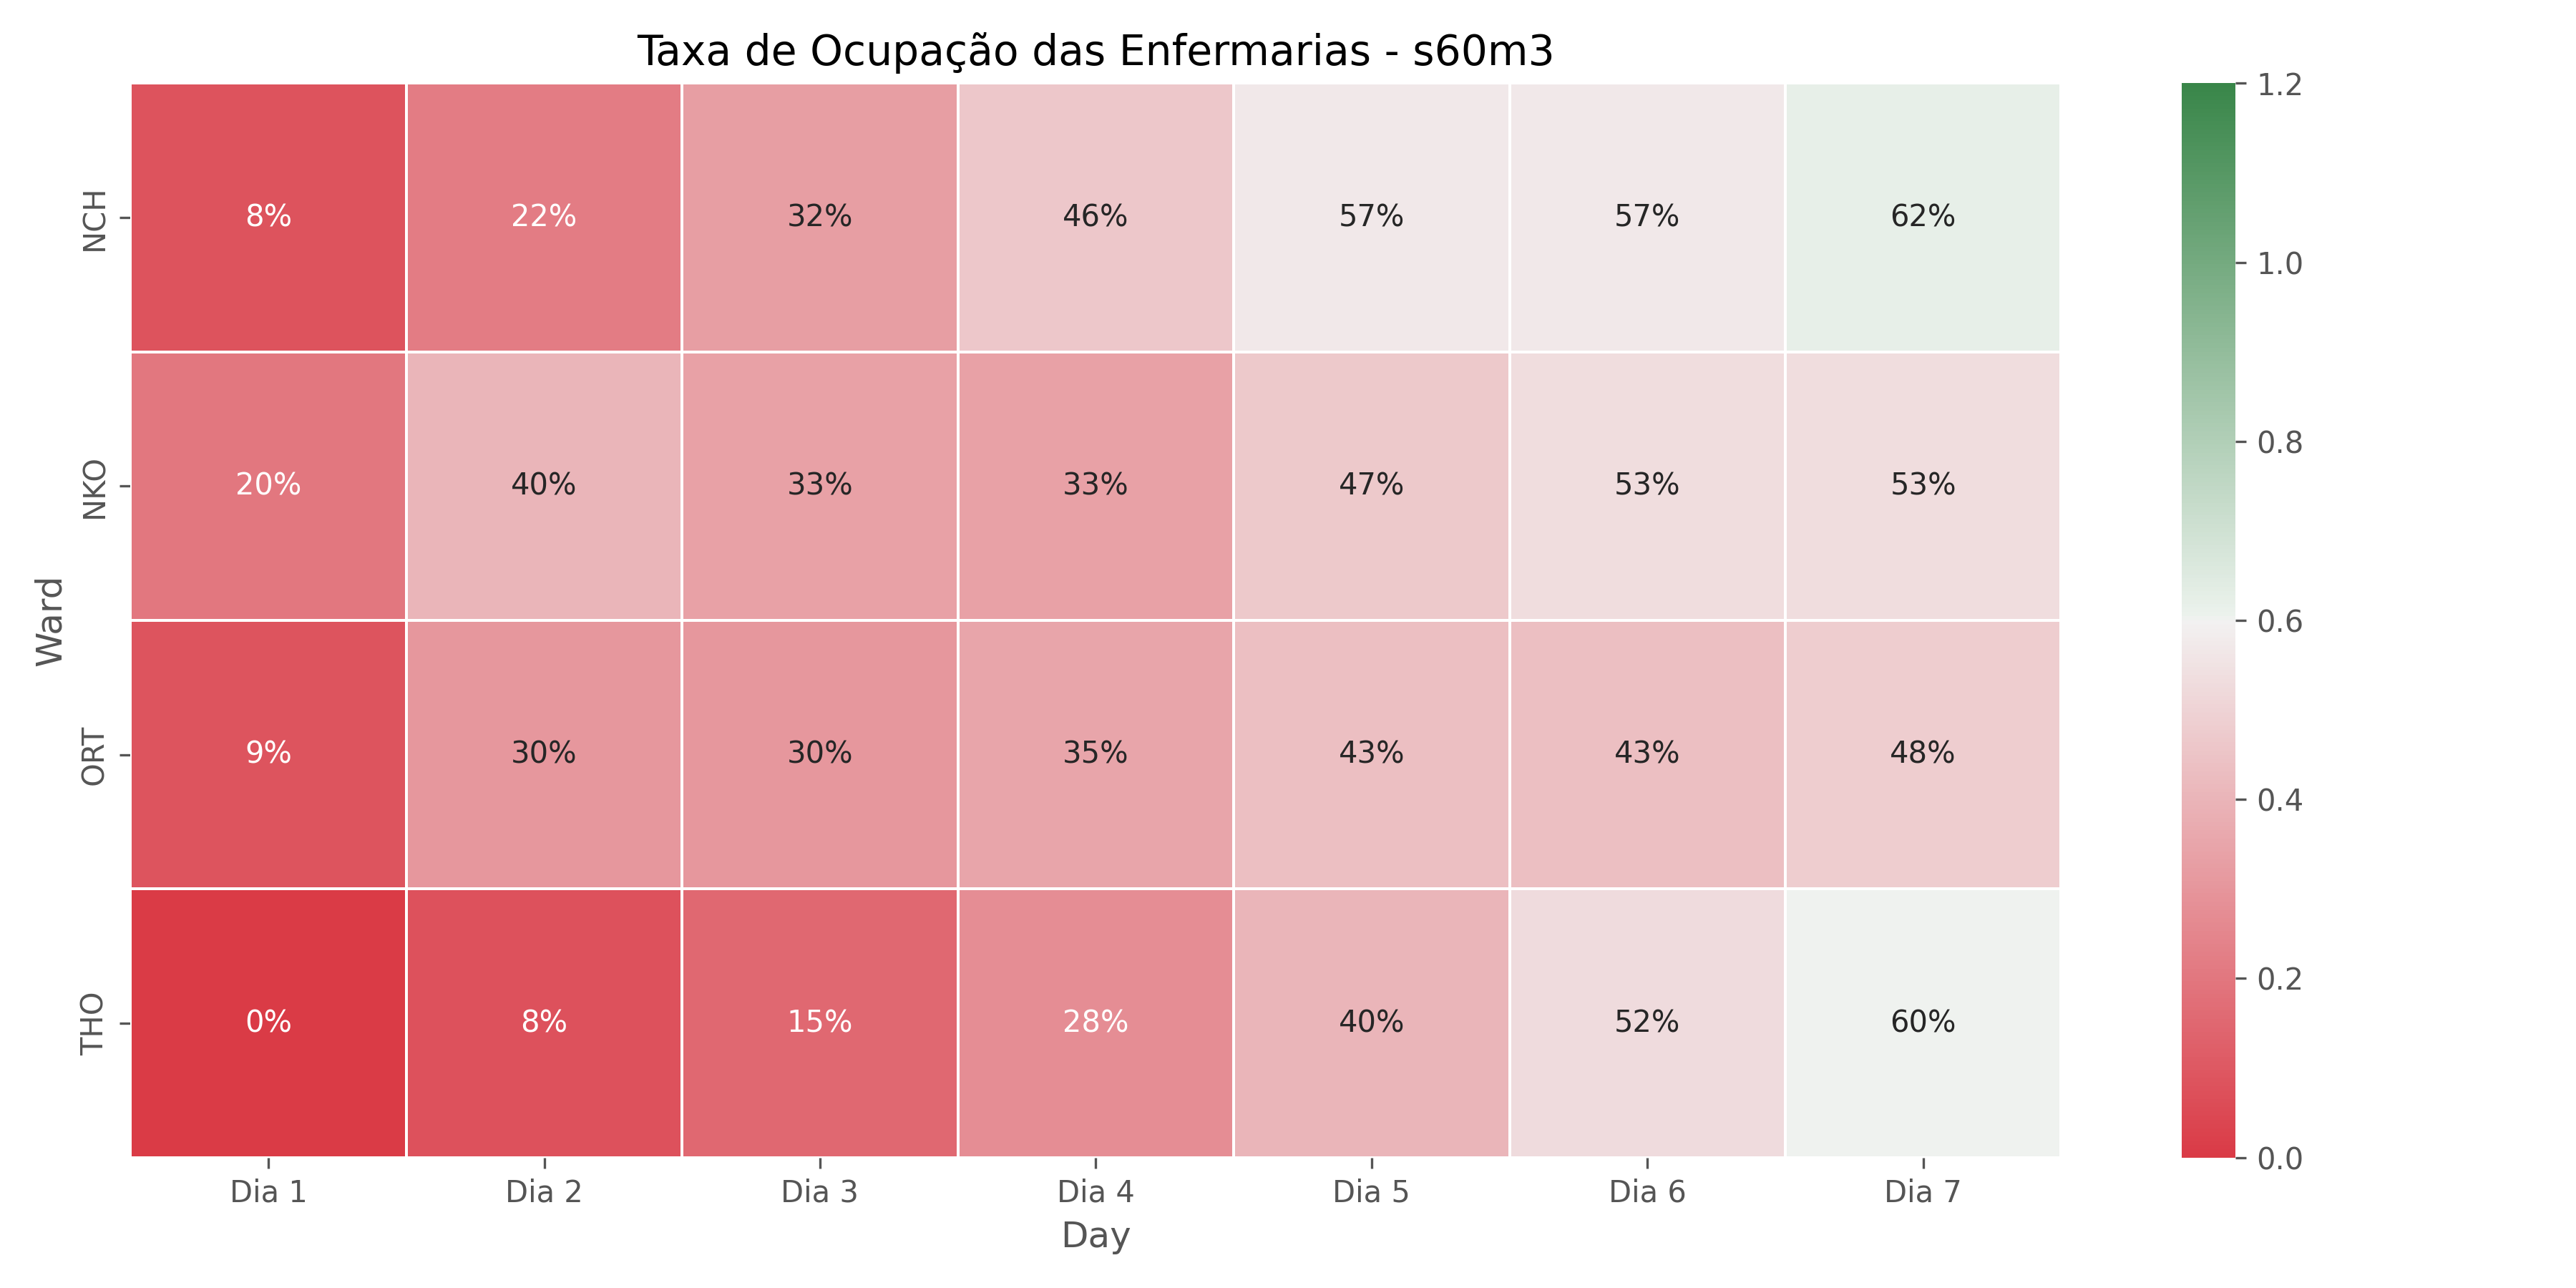 Taxa de Ocupação das Enfermarias - s60m3
Ward
NCH
8% 22% 32% 46% 57% 57% 62%
NKO
20% 40% 33% 33% 47% 53% 53%
ORT
9% 30% 30% 35% 43% 43% 48%
THO
0% 8% 15% 28% 40% 52% 60%
Dia 1 Dia 2 Dia 3 Dia 4 Dia 5 Dia 6 Dia 7
Day
1.2
1.0
0.8
0.6
0.4
0.2
0.0